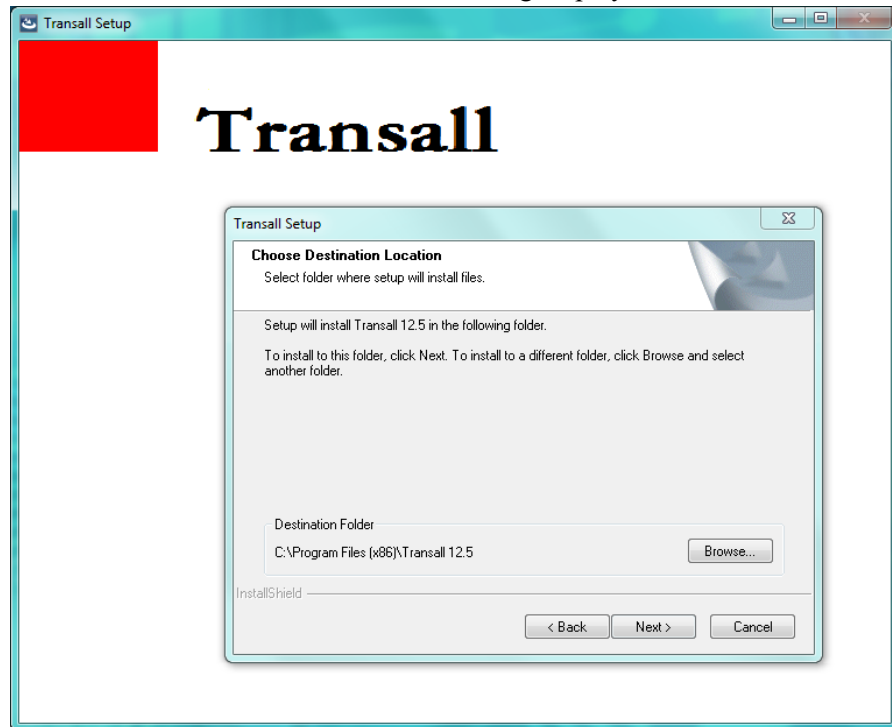 Transall Setup
Transall
Transall Setup
Choose Destination Location
Select folder where setup will install files.
Setup will install Transall 12.5 in the following folder.
To install to this folder, click Next. To install to a different folder, click Browse and select
another folder.
Destination Folder
C:\Program Files (x86)\Transall 12.5
Browse...
InstallShield
< Back
Next >
Cancel